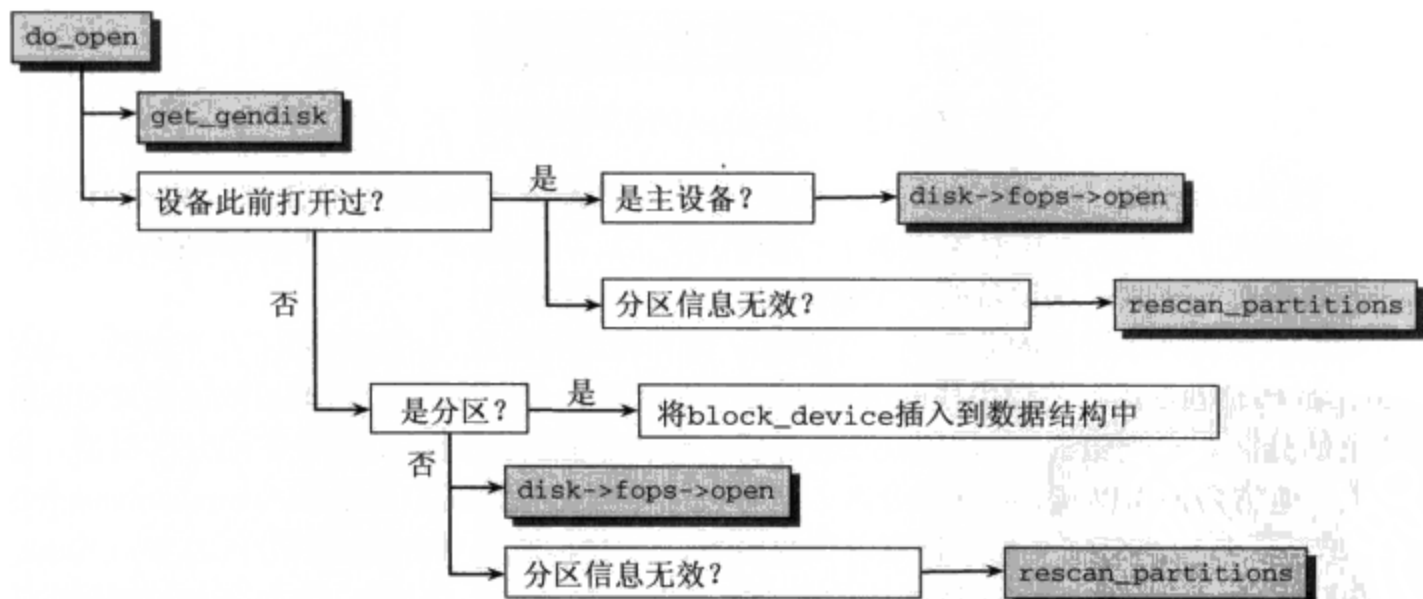 do_open
get_gendisk
设备此前打开过?
是
是主设备?
disk->fops->open
否
分区信息无效?
rescan_partitions
是分区?
是
将block_device插入到数据结构中
否
disk->fops->open
分区信息无效?
rescan_partitions